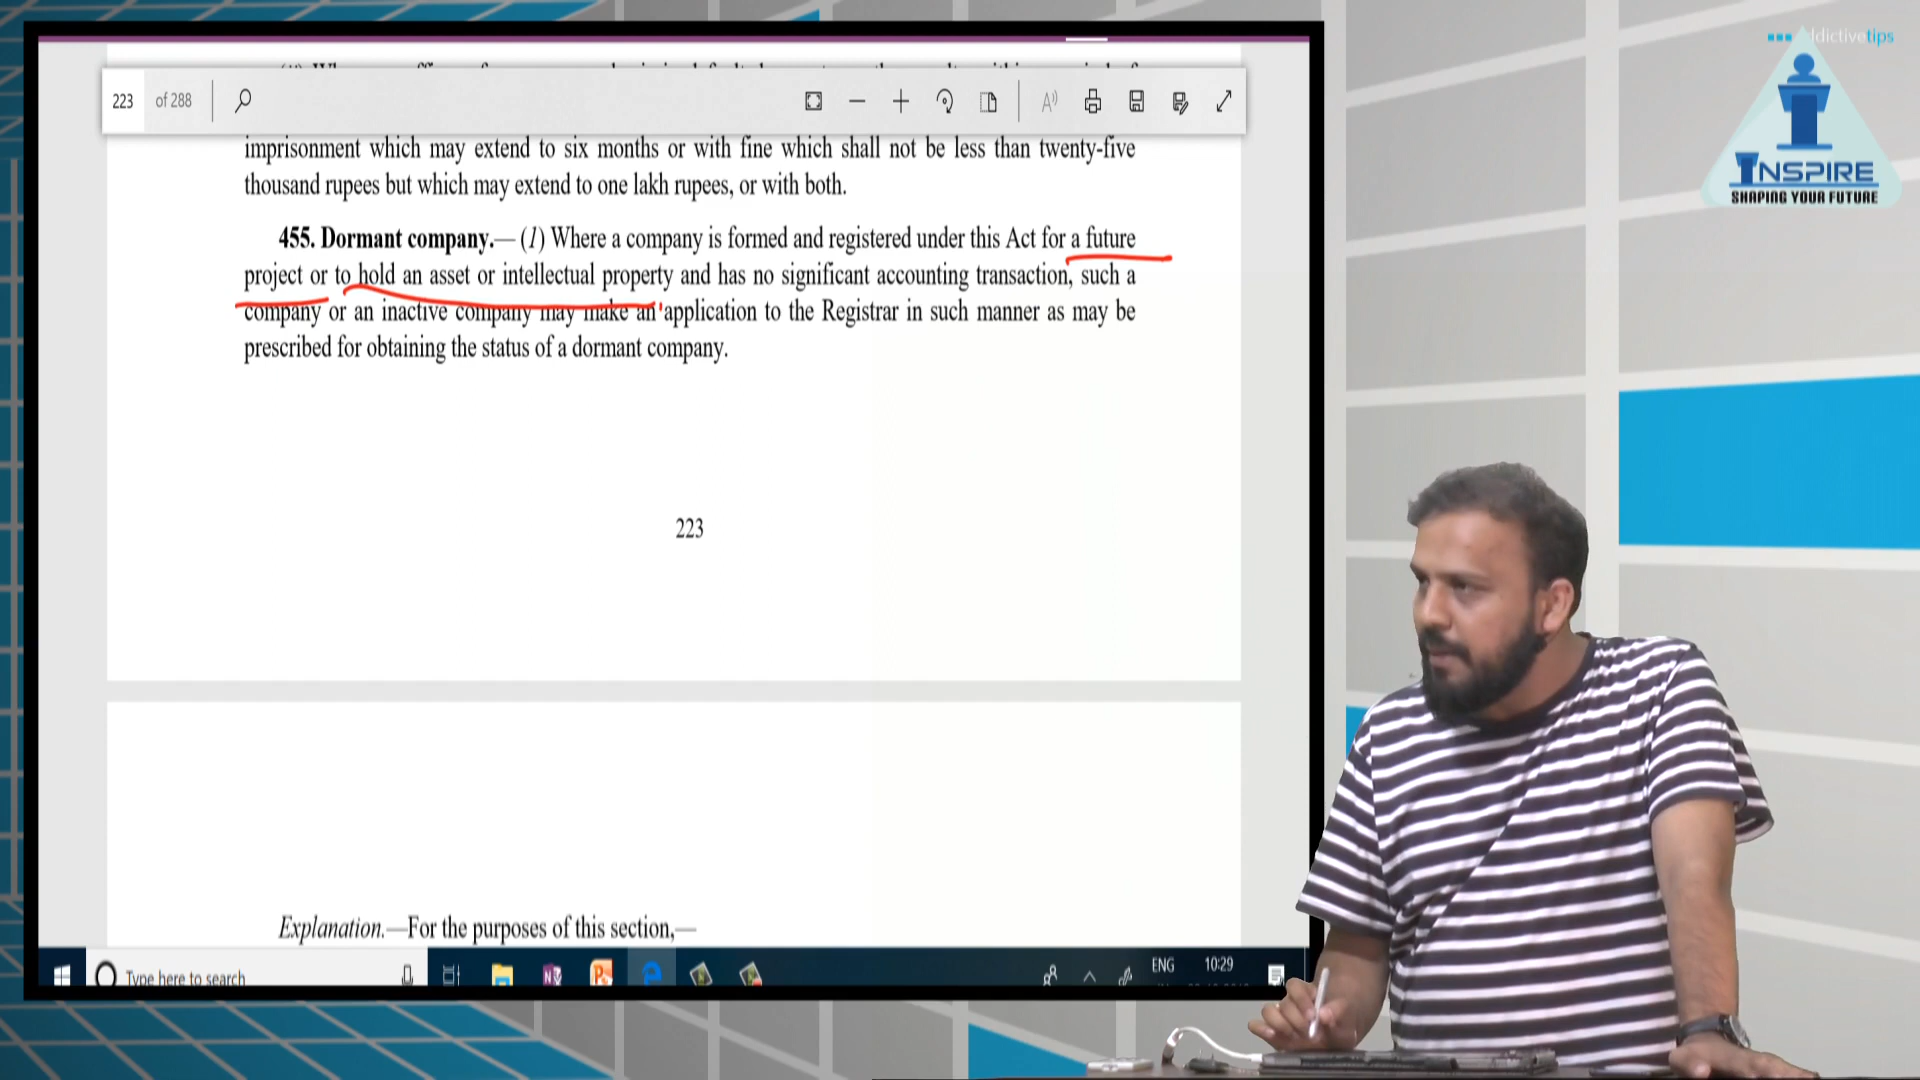 dictivetips
INSPIRE
SHAPING YOUR FUTURE
223 of 288
imprisonment which may extend to six months or with fine which shall not be less than twenty-five
thousand rupees but which may extend to one lakh rupees, or with both.
455. Dormant company.— (1) Where a company is formed and registered under this Act for a future
project or to hold an asset or intellectual property and has no significant accounting transaction, such a
company or an inactive company may make an application to the Registrar in such manner as may be
prescribed for obtaining the status of a dormant company.
223
Explanation.—For the purposes of this section,—
Type here to search
ENG
10:29